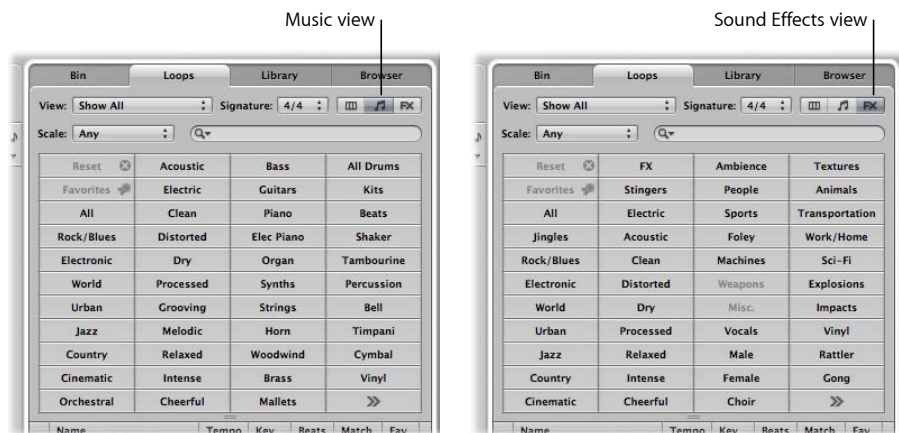 Music view
Sound Effects view
Bin Loops Library Browser
View: Show All Signature: 4/4 FX
Scale: Any
Reset Acoustic Bass All Drums
Favorites Electric Guitars Kits
All Clean Piano Beats
Rock/Blues Distorted Elec Piano Shaker
Electronic Dry Organ Tambourine
World Processed Synths Percussion
Urban Grooving Strings Bell
Jazz Melodic Horn Timpani
Country Relaxed Woodwind Cymbal
Cinematic Intense Brass Vinyl
Orchestral Cheerful Mallets >>
Name Tempo Key Beats Match Fav
Bin Loops Library Browser
View: Show All Signature: 4/4 FX
Scale: Any
Reset FX Ambience Textures
Favorites Stingers People Animals
All Electric Sports Transportation
Jingles Acoustic Foley Work/Home
Rock/Blues Clean Machines Sci-Fi
Electronic Distorted Weapons Explosions
World Dry Misc. Impacts
Urban Processed Vocals Vinyl
Jazz Relaxed Male Rattler
Country Intense Female Gong
Cinematic Cheerful Choir >>
Name Tempo Key Beats Match Fav